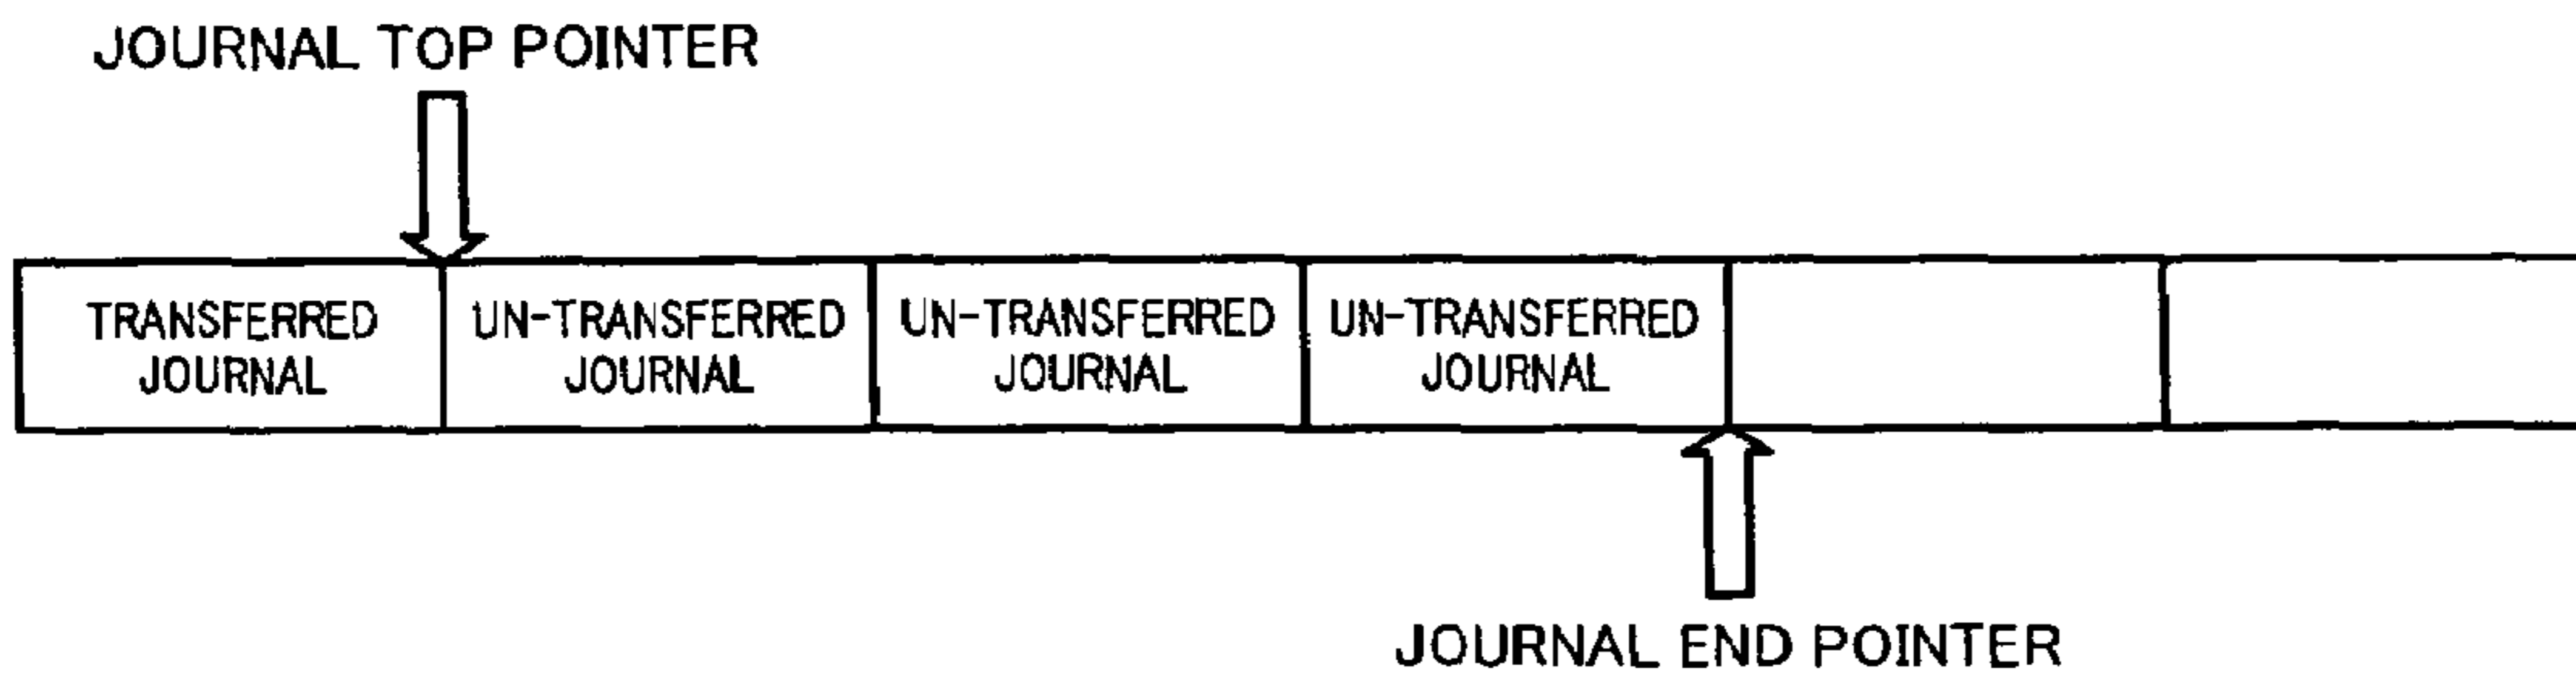 JOURNAL TOP POINTER
TRANSFERRED
JOURNAL
UN-TRANSFERRED
JOURNAL
UN-TRANSFERRED
JOURNAL
UN-TRANSFERRED
JOURNAL
JOURNAL END POINTER